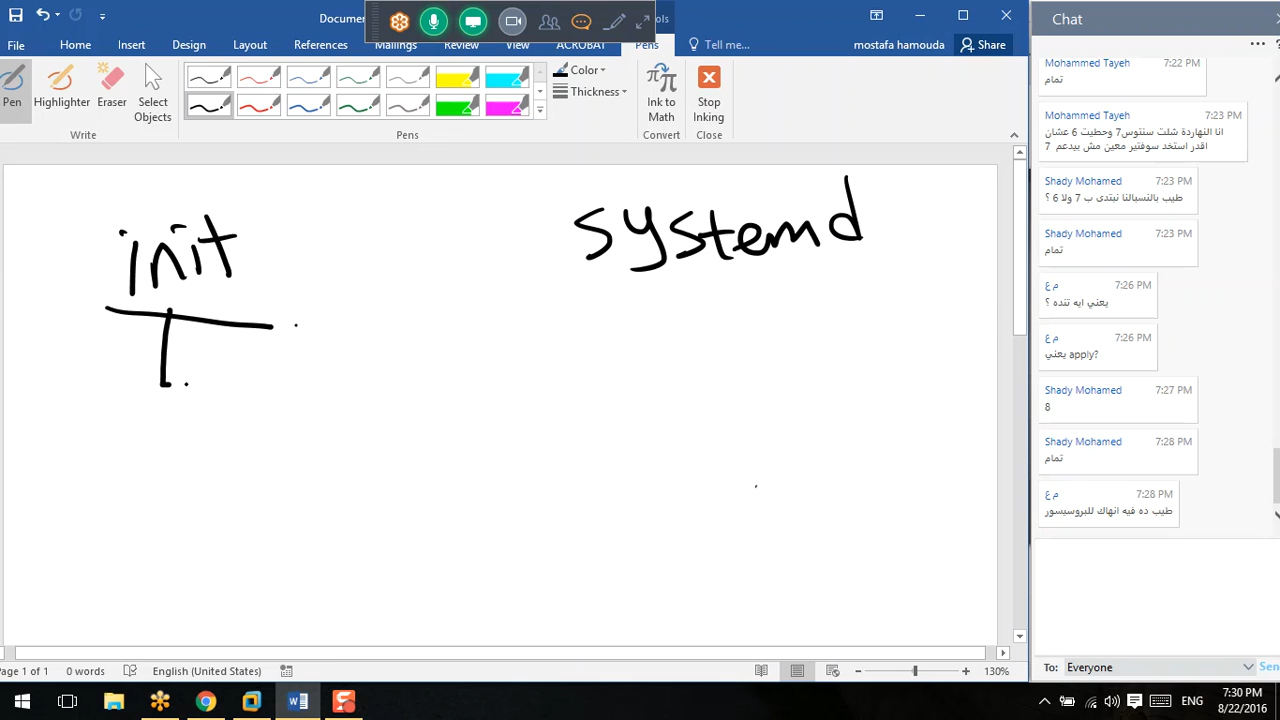 Documen
ols
File
Home
Insert
Design
Layout
References
Mailings
Review
View
ACROBAT
Pens
Tell me...
mostafa hamouda
Share
Pen
Highlighter
Eraser
Select Objects
Color
Thickness
Ink to Math
Stop Inking
Write
Pens
Convert
Close
init
systemd
Chat
Mohammed Tayeh 7:22 PM
تمام
Mohammed Tayeh 7:23 PM
انا النهاردة شلت سنتوس7 وحطيت 6 عشان
اقدر استخد سوفتير معين مش بيدعم 7
Shady Mohamed 7:23 PM
طيب بالنسبالنا نبتدى ب 7 ولا 6 ؟
Shady Mohamed 7:23 PM
تمام
م ع 7:26 PM
يعني ايه تنده ؟
م ع 7:26 PM
يعني apply?
Shady Mohamed 7:27 PM
8
Shady Mohamed 7:28 PM
تمام
م ع 7:28 PM
طيب ده فيه انهاك للبروسيسور
To: Everyone
Sen
Page 1 of 1
0 words
English (United States)
130%
ENG
7:30 PM
8/22/2016